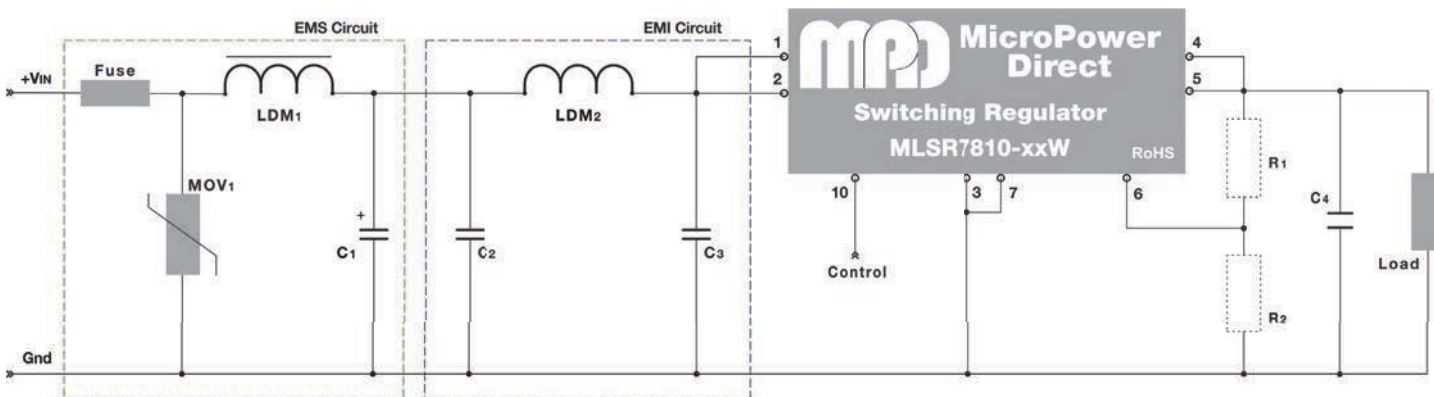 EMS Circuit
EMI Circuit
+VIN
Fuse
LDM1
LDM2
MOV1
+
C1
C2
C3
1
2
MPD
MicroPower
Direct
Switching Regulator
MLSR7810-xxW
RoHS
4
5
10
3
7
6
Control
R1
R2
C4
Load
Gnd